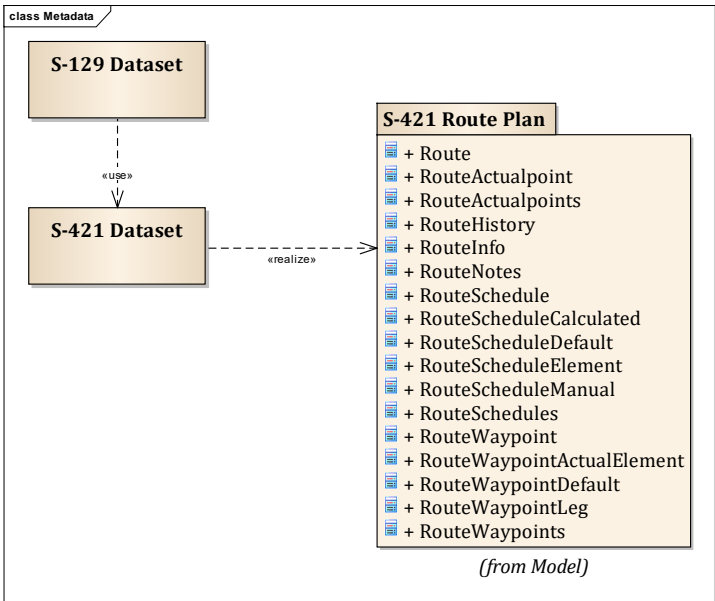 class Metadata
S-129 Dataset
«use»
S-421 Dataset
«realize»
S-421 Route Plan
+ Route
+ RouteActualpoint
+ RouteActualpoints
+ RouteHistory
+ RouteInfo
+ RouteNotes
+ RouteSchedule
+ RouteScheduleCalculated
+ RouteScheduleDefault
+ RouteScheduleElement
+ RouteScheduleManual
+ RouteSchedules
+ RouteWaypoint
+ RouteWaypointActualElement
+ RouteWaypointDefault
+ RouteWaypointLeg
+ RouteWaypoints
(from Model)